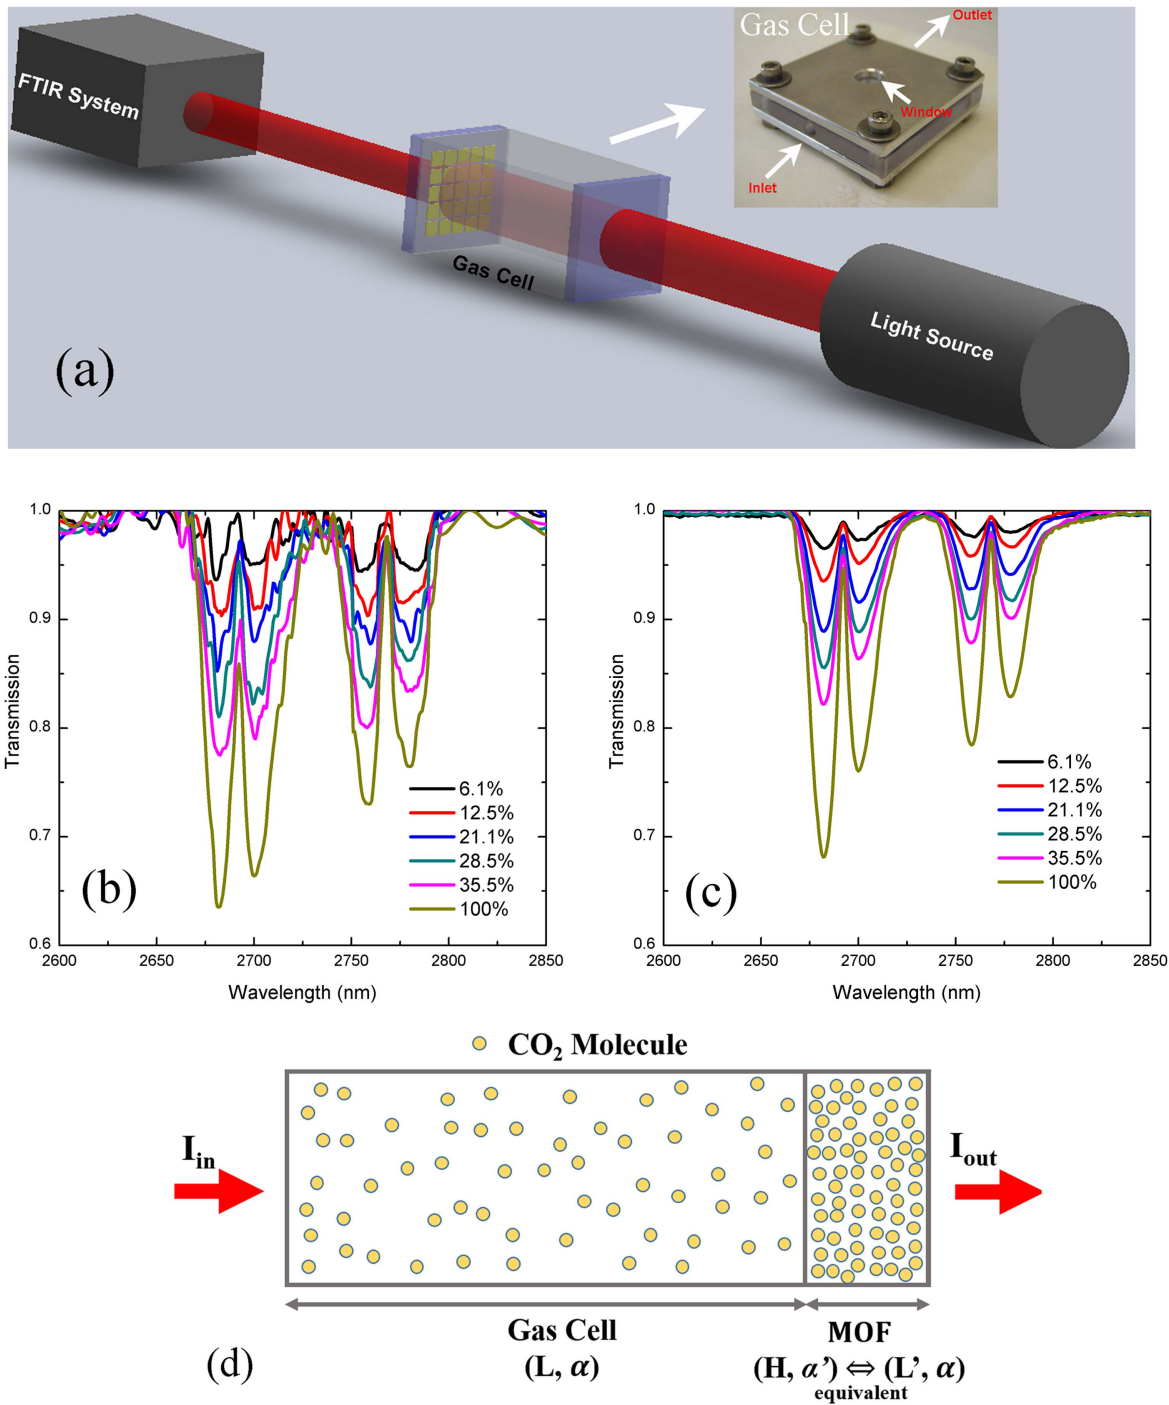 Gas Cell
Outlet
Window
Inlet
FTIR System
Gas Cell
Light Source
(a)
Transmission
1.0
0.9
0.8
0.7
0.6
2600
2650
2700
2750
2800
2850
Wavelength (nm)
6.1%
12.5%
21.1%
28.5%
35.5%
100%
(b)
Transmission
1.0
0.9
0.8
0.7
0.6
2600
2650
2700
2750
2800
2850
Wavelength (nm)
6.1%
12.5%
21.1%
28.5%
35.5%
100%
(c)
CO₂ Molecule
I_in
I_out
Gas Cell
(L, α)
MOF
(H, α’) ⇔ (L’, α)
equivalent
(d)